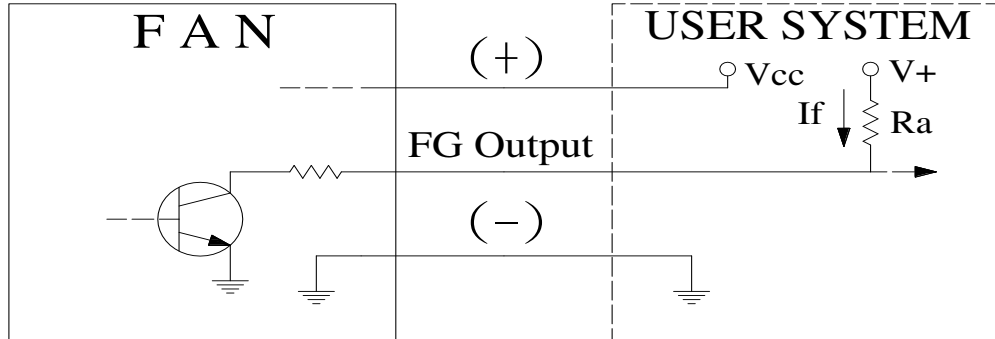 F A N
USER SYSTEM
(+)
Vcc
V+
If
Ra
FG Output
(-)